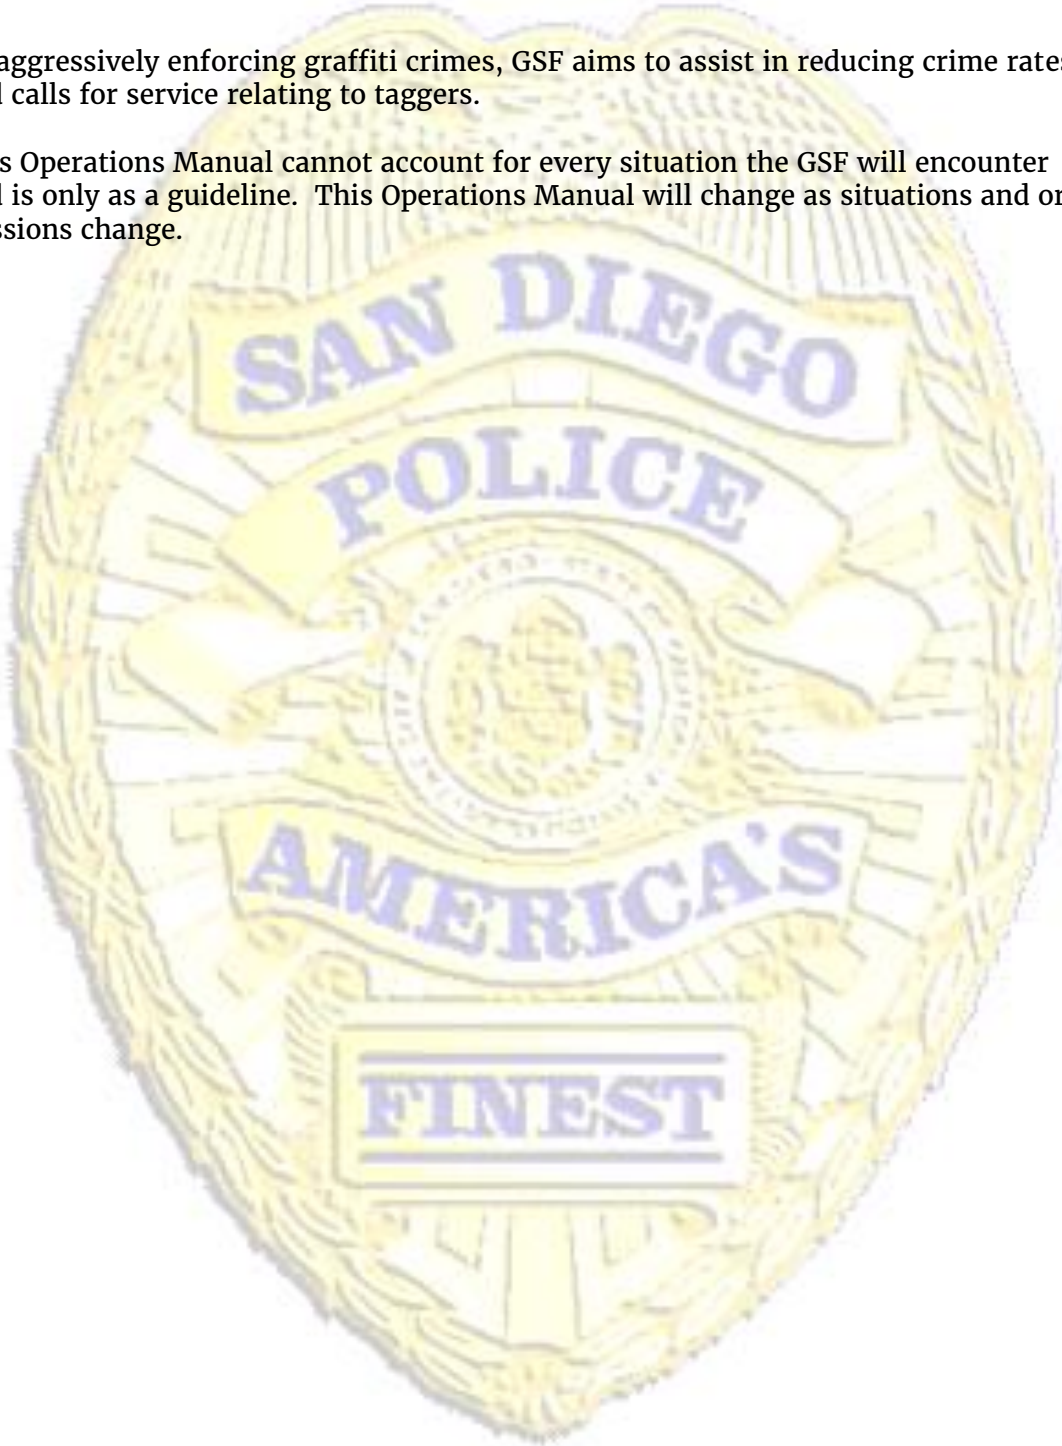 aggressively enforcing graffiti crimes, GSF aims to assist in reducing crime rates
calls for service relating to taggers.
Operations Manual cannot account for every situation the GSF will encounter
is only as a guideline.  This Operations Manual will change as situations and or
change.
SAN DIEGO
POLICE
AMERICA'S
FINEST